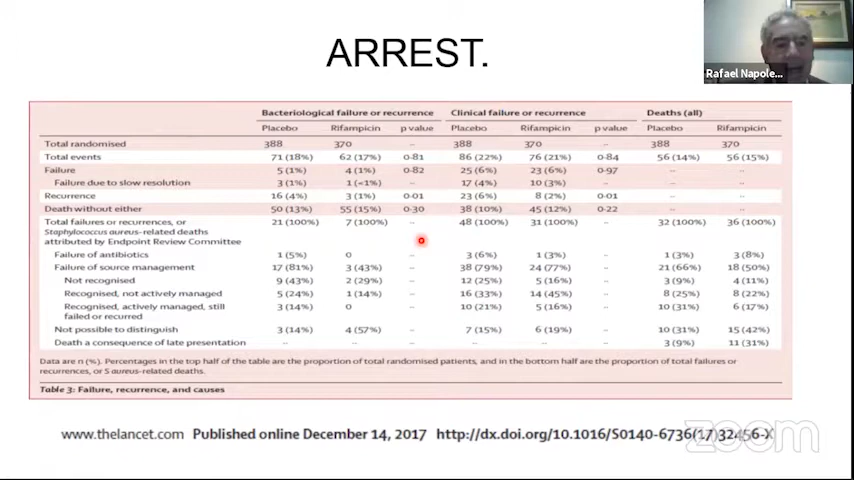 ARREST.
Rafael Napole...
Bacteriological failure or recurrence Clinical failure or recurrence Deaths (all)
Placebo Rifampicin p value Placebo Rifampicin p value Placebo Rifampicin
Total randomised 388 370 ·· 388 370 ·· 388 370
Total events 71 (18%) 62 (17%) 0·81 86 (22%) 76 (21%) 0·84 56 (14%) 56 (15%)
Failure 5 (1%) 4 (1%) 0·82 25 (6%) 23 (6%) 0·97 ·· ··
Failure due to slow resolution 3 (1%) 1 (<1%) ·· 17 (4%) 10 (3%) ·· ·· ··
Recurrence 16 (4%) 3 (1%) 0·01 23 (6%) 8 (2%) 0·01 ·· ··
Death without either 50 (13%) 55 (15%) 0·30 38 (10%) 45 (12%) 0·22 ·· ··
Total failures or recurrences, or 21 (100%) 7 (100%) ·· 48 (100%) 31 (100%) ·· 32 (100%) 36 (100%)
Staphylococcus aureus-related deaths
attributed by Endpoint Review Committee
Failure of antibiotics 1 (5%) 0 ·· 3 (6%) 1 (3%) ·· 1 (3%) 3 (8%)
Failure of source management 17 (81%) 3 (43%) ·· 38 (79%) 24 (77%) ·· 21 (66%) 18 (50%)
Not recognised 9 (43%) 2 (29%) ·· 12 (25%) 5 (16%) ·· 3 (9%) 4 (11%)
Recognised, not actively managed 5 (24%) 1 (14%) ·· 16 (33%) 14 (45%) ·· 8 (25%) 8 (22%)
Recognised, actively managed, still 3 (14%) 0 ·· 10 (21%) 5 (16%) ·· 10 (31%) 6 (17%)
failed or recurred
Not possible to distinguish 3 (14%) 4 (57%) ·· 7 (15%) 6 (19%) ·· 10 (31%) 15 (42%)
Death a consequence of late presentation ·· ·· ·· ·· ·· ·· 3 (9%) 11 (31%)
Data are n (%). Percentages in the top half of the table are the proportion of total randomised patients, and in the bottom half are the proportion of total failures or
recurrences, or S aureus-related deaths.
Table 3: Failure, recurrence, and causes
www.thelancet.com Published online December 14, 2017 http://dx.doi.org/10.1016/S0140-6736(17)32456-X
zoom